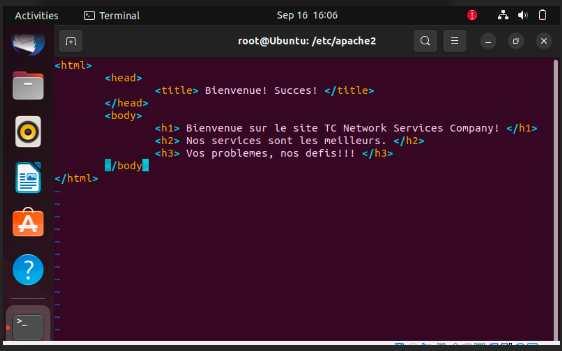 Activities Terminal Sep 16 16:06
root@Ubuntu: /etc/apache2
<html>
<head>
<title> Bienvenue! Succes! </title>
</head>
<body>
<h1> Bienvenue sur le site TC Network Services Company! </h1>
<h2> Nos services sont les meilleurs. </h2>
<h3> Vos problemes, nos defis!!! </h3>
</body>
</html>
~
~
~
~
~
~
~
~
~
~
~
~